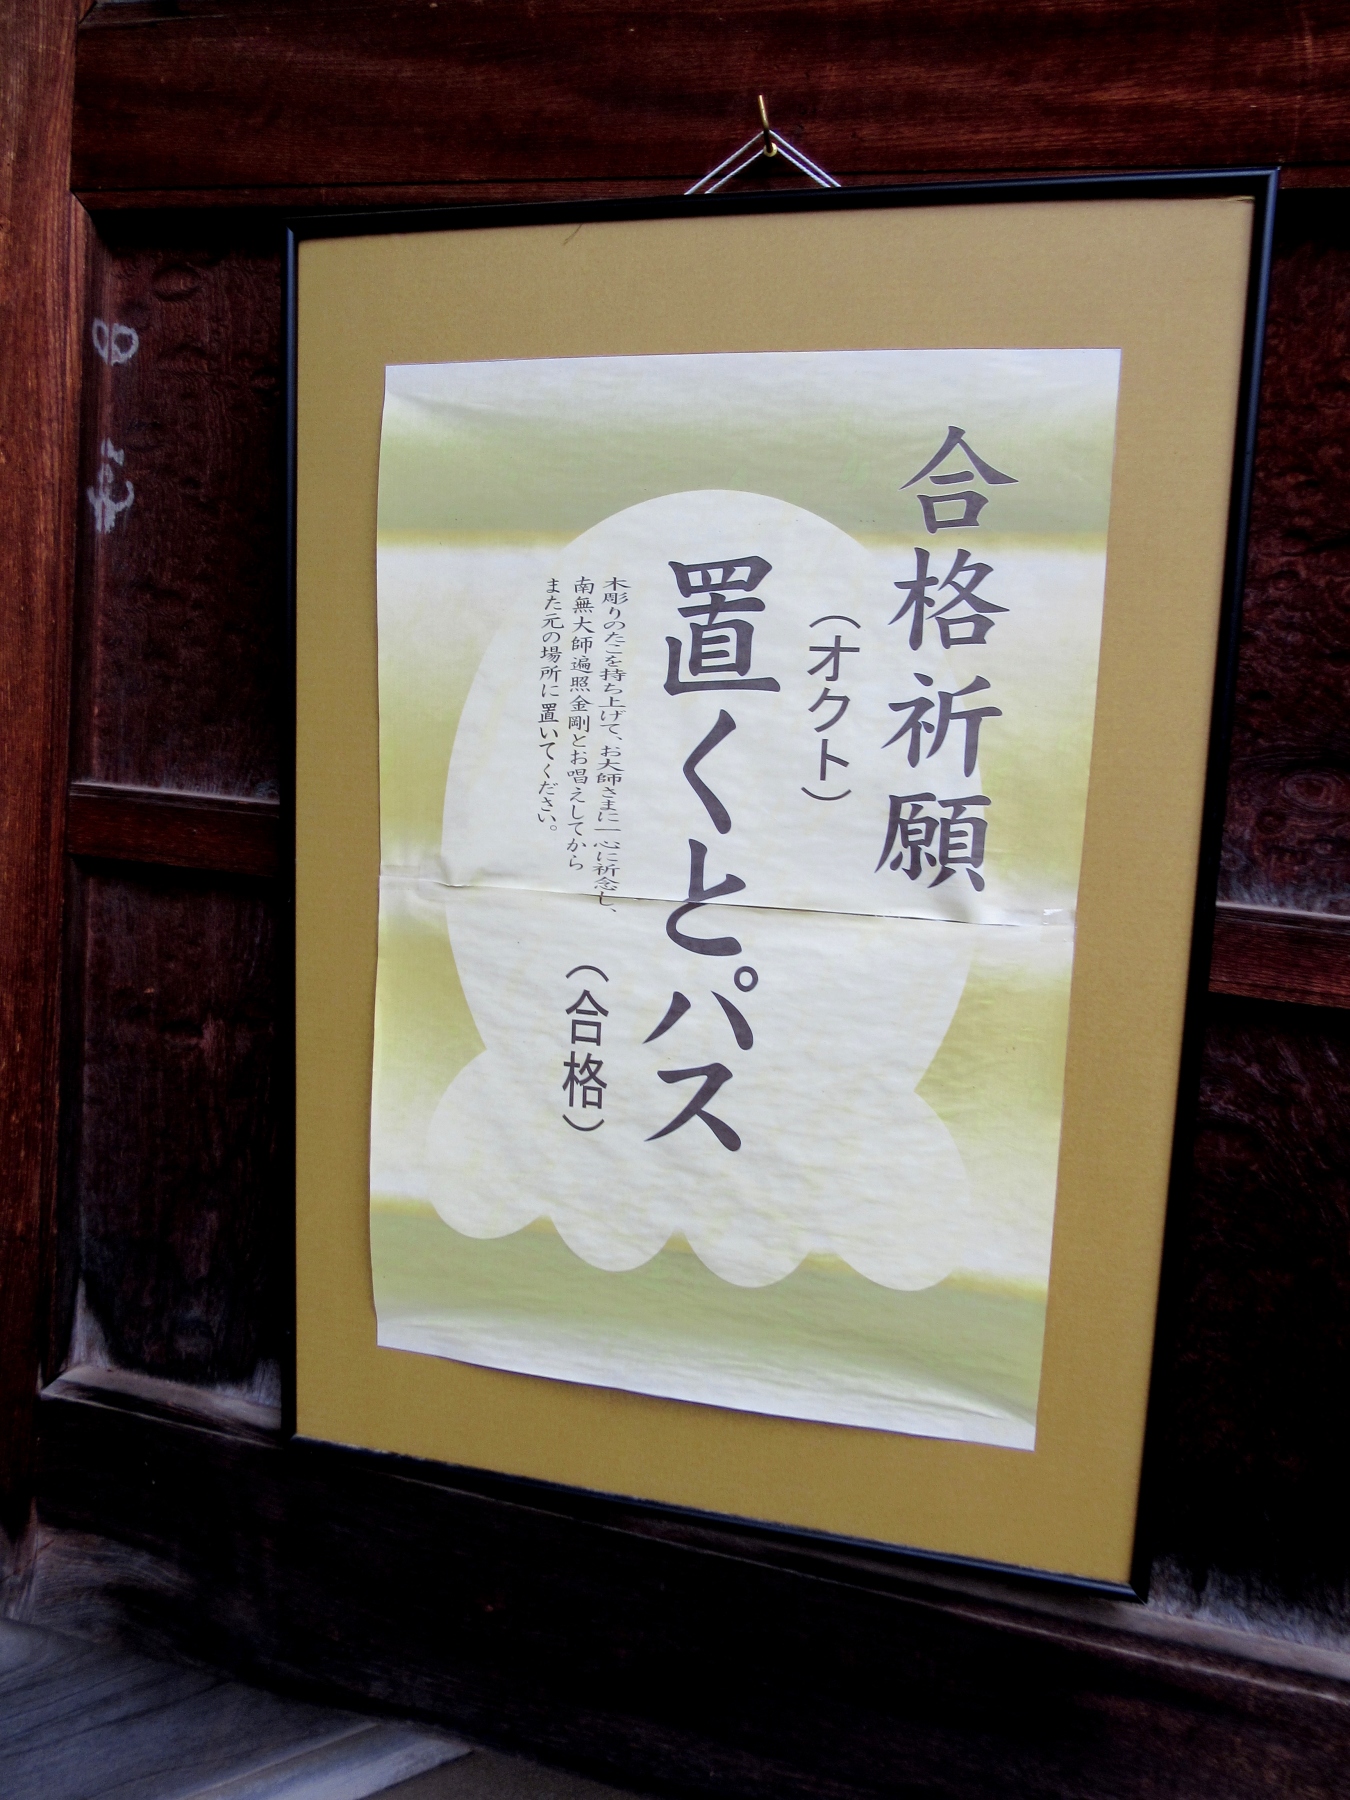 合格祈願
(オクト)
置くとパス
(合格)
木彫りのたこを持ち上げて、お大師さまに一心に祈念し、
南無大師遍照金剛とお唱えしてから
また元の場所に置いてください。